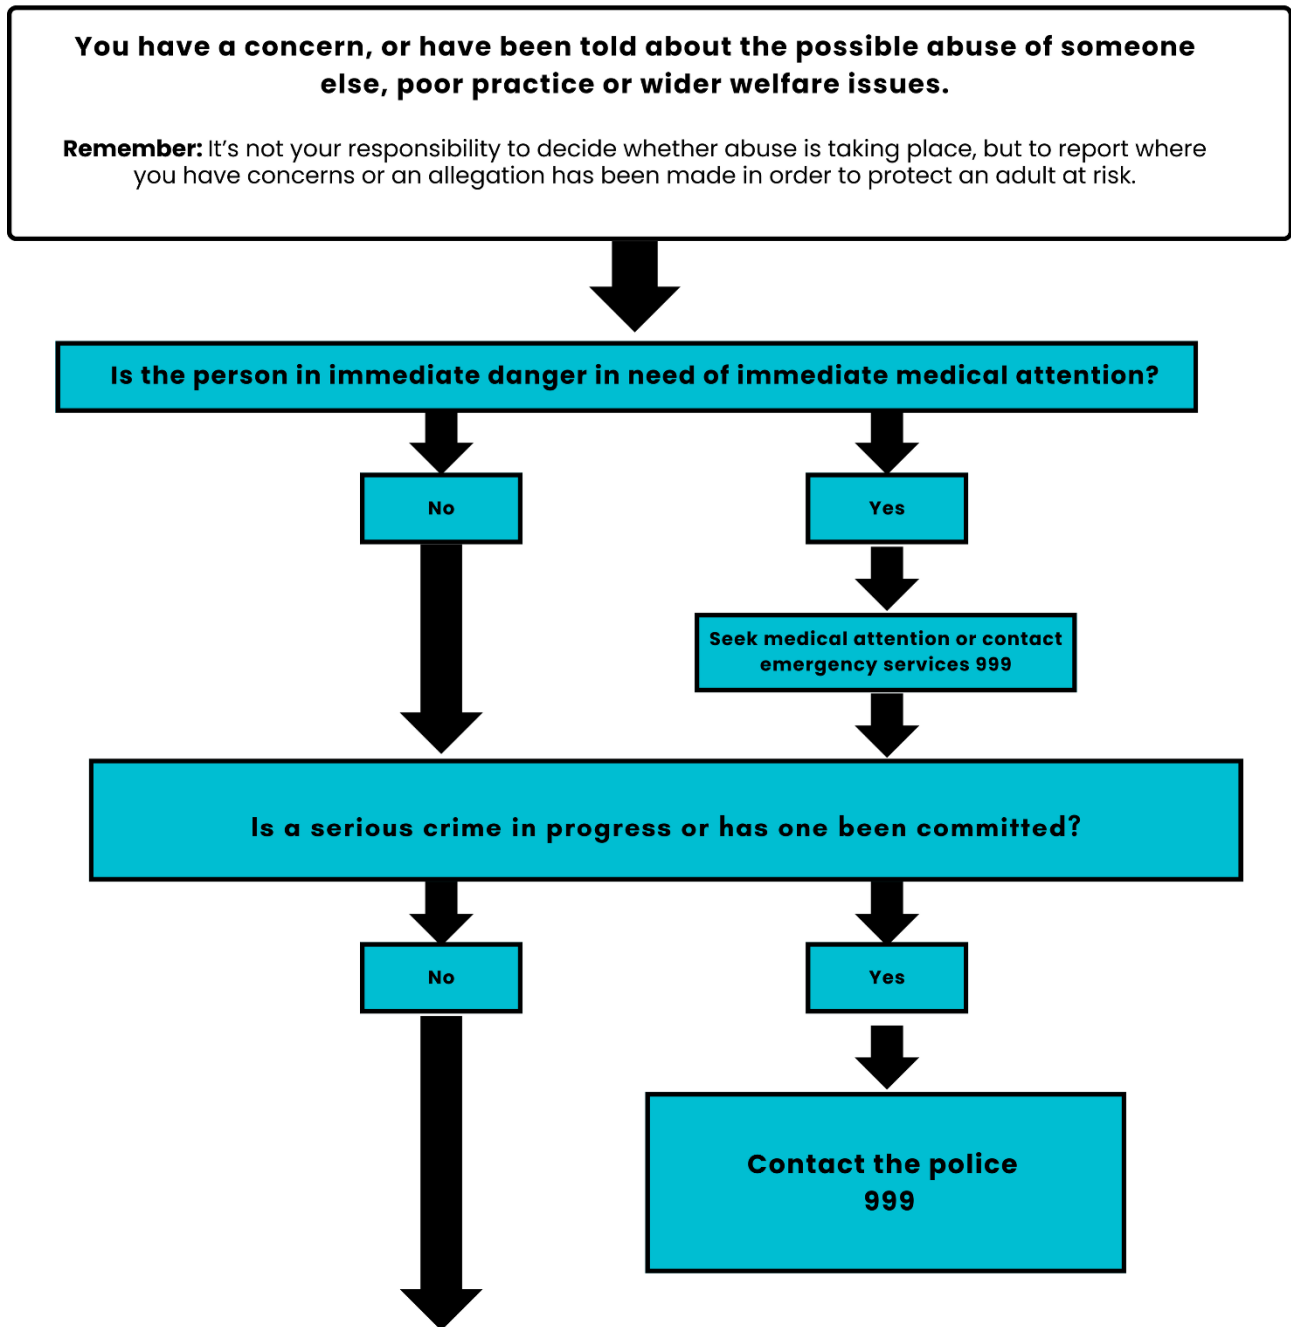 You have a concern, or have been told about the possible abuse of someone
else, poor practice or wider welfare issues.
Remember: It's not your responsibility to decide whether abuse is taking place, but to report where
you have concerns or an allegation has been made in order to protect an adult at risk.
Is the person in immediate danger in need of immediate medical attention?
No
Yes
Seek medical attention or contact
emergency services 999
Is a serious crime in progress or has one been committed?
No
Yes
Contact the police
999